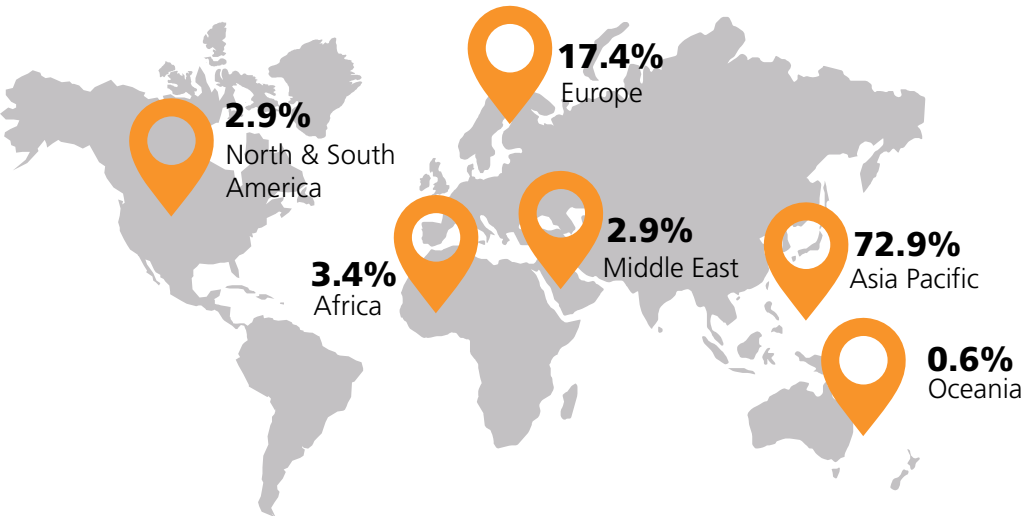 17.4%
Europe
2.9%
North & South
America
2.9%
Middle East
72.9%
Asia Pacific
3.4%
Africa
0.6%
Oceania